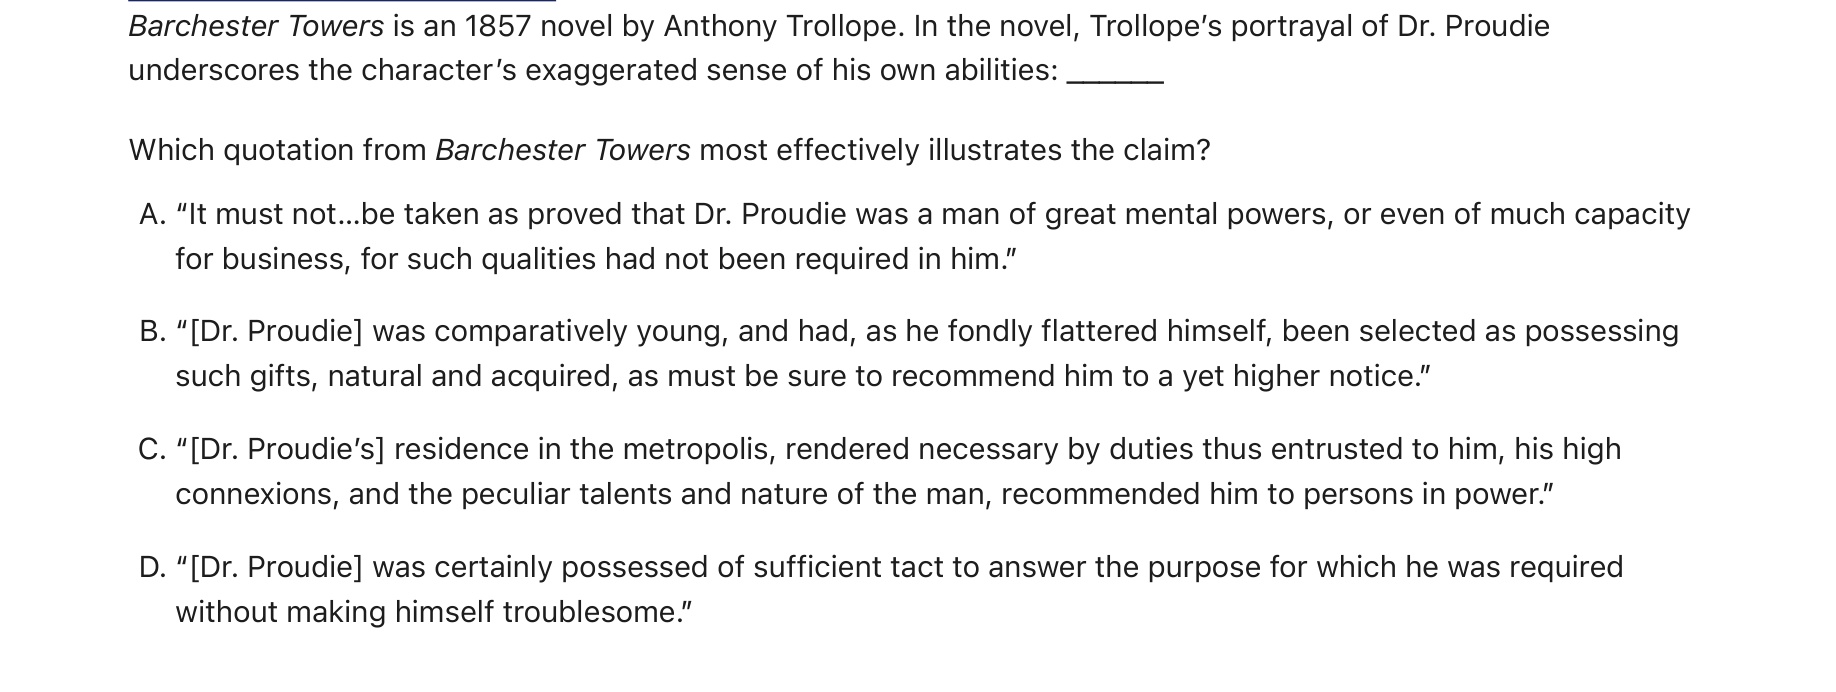 Barchester Towers is an 1857 novel by Anthony Trollope. In the novel, Trollope’s portrayal of Dr. Proudie
underscores the character’s exaggerated sense of his own abilities: ______
Which quotation from Barchester Towers most effectively illustrates the claim?
A. “It must not...be taken as proved that Dr. Proudie was a man of great mental powers, or even of much capacity
for business, for such qualities had not been required in him.”
B. “[Dr. Proudie] was comparatively young, and had, as he fondly flattered himself, been selected as possessing
such gifts, natural and acquired, as must be sure to recommend him to a yet higher notice.”
C. “[Dr. Proudie’s] residence in the metropolis, rendered necessary by duties thus entrusted to him, his high
connexions, and the peculiar talents and nature of the man, recommended him to persons in power.”
D. “[Dr. Proudie] was certainly possessed of sufficient tact to answer the purpose for which he was required
without making himself troublesome.”